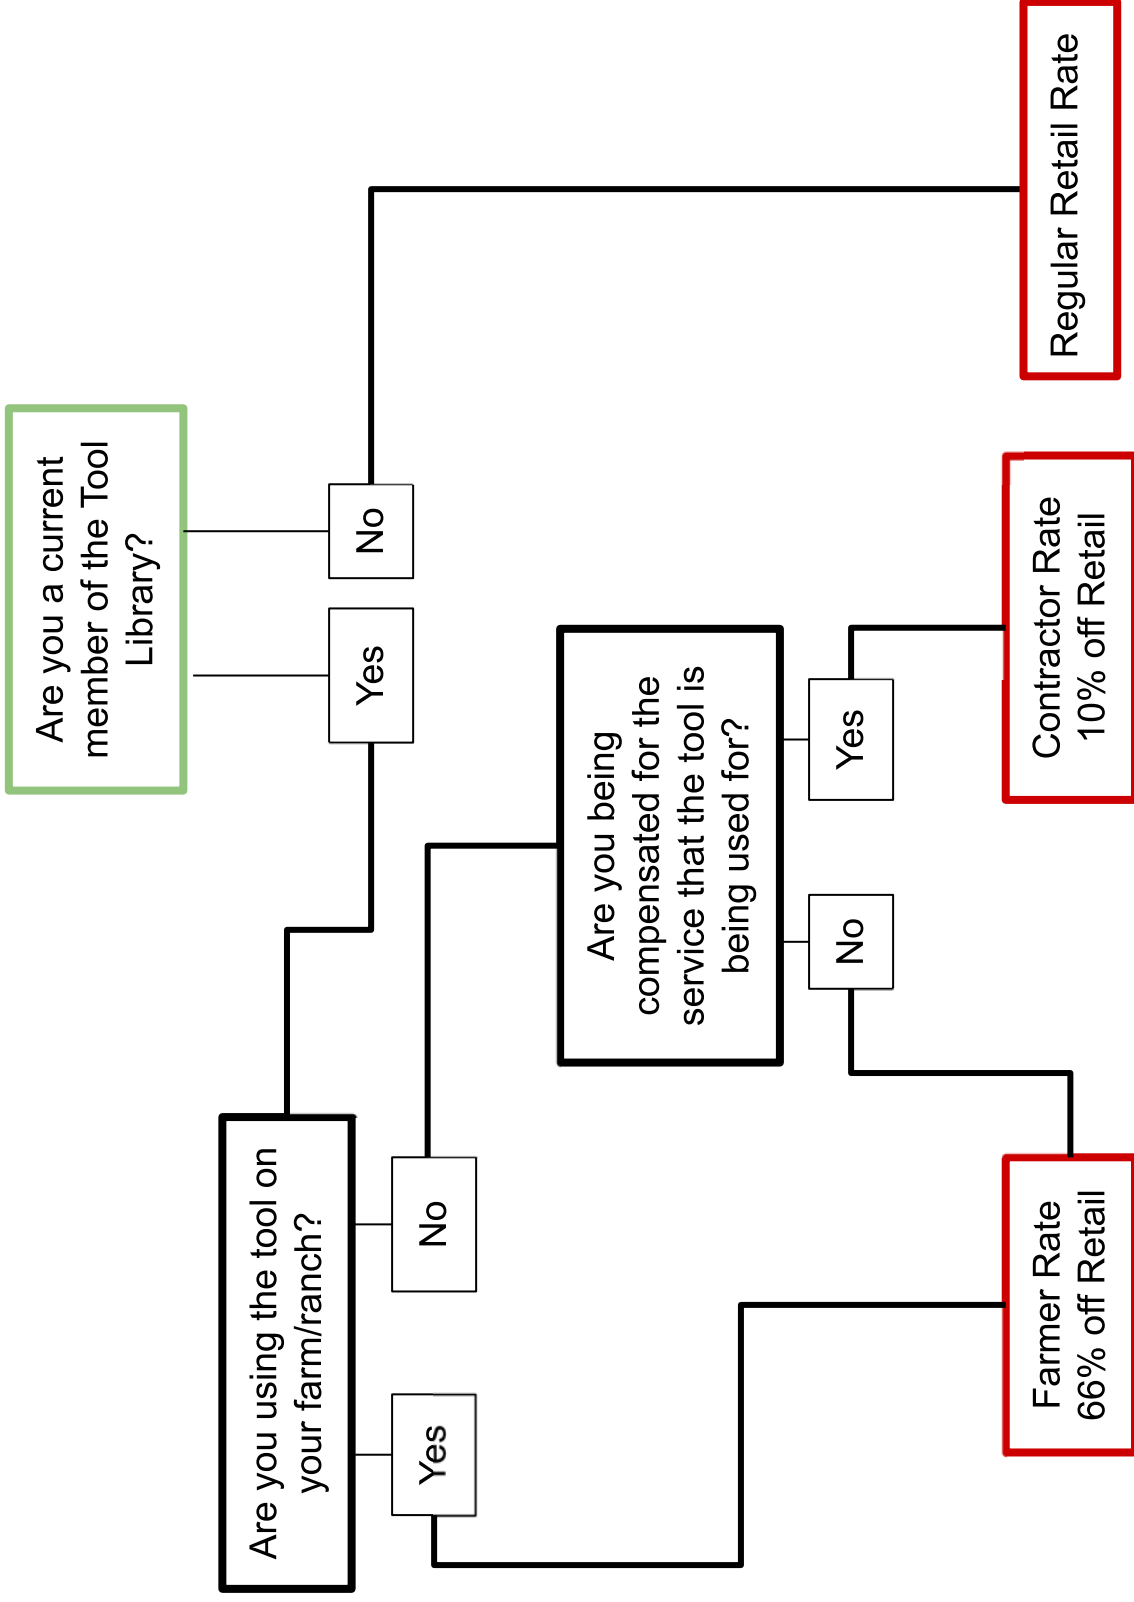 Are you a current
member of the Tool
Library?
Yes
No
Are you using the tool on
your farm/ranch?
Yes
No
Are you being
compensated for the
service that the tool is
being used for?
No
Yes
Farmer Rate
66% off Retail
Contractor Rate
10% off Retail
Regular Retail Rate